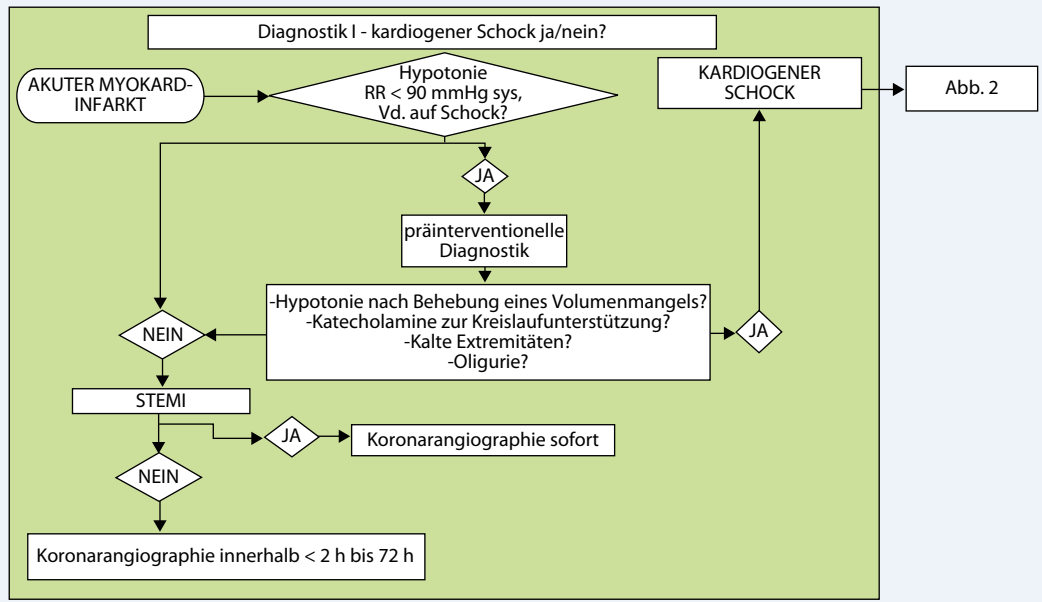 Diagnostik I - kardiogener Schock ja/nein?
AKUTER MYOKARD-
INFARKT
Hypotonie
RR < 90 mmHg sys,
Vd. auf Schock?
KARDIOGENER
SCHOCK
Abb. 2
JA
präinterventionelle
Diagnostik
-Hypotonie nach Behebung eines Volumenmangels?
-Katecholamine zur Kreislaufunterstützung?
-Kalte Extremitäten?
-Oligurie?
NEIN
JA
STEMI
JA
Koronarangiographie sofort
NEIN
Koronarangiographie innerhalb < 2 h bis 72 h